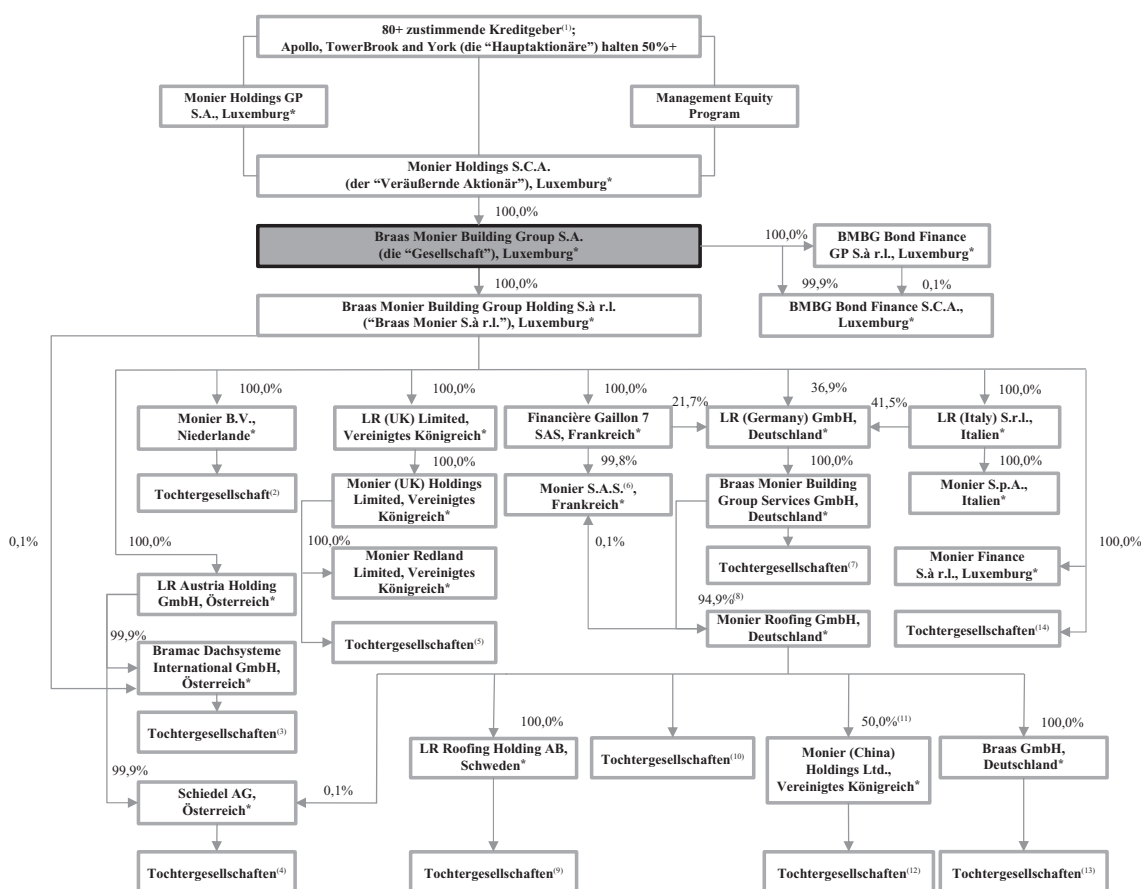 80+ zustimmende Kreditgeber(1);
Apollo, TowerBrook and York (die “Hauptaktionäre”) halten 50%+
Monier Holdings GP
S.A., Luxemburg*
Management Equity
Program
Monier Holdings S.C.A.
(der “Veräußernde Aktionär”), Luxemburg*
100,0%
Braas Monier Building Group S.A.
(die “Gesellschaft”), Luxemburg*
100,0%
BMBG Bond Finance
GP S.à r.l., Luxemburg*
100,0%
99,9%
0,1%
Braas Monier Building Group Holding S.à r.l.
(“Braas Monier S.à r.l.”), Luxemburg*
BMBG Bond Finance S.C.A.,
Luxemburg*
100,0%
100,0%
100,0%
36,9%
100,0%
Monier B.V.,
Niederlande*
LR (UK) Limited,
Vereinigtes Königreich*
Financière Gaillon 7
SAS, Frankreich*
21,7%
LR (Germany) GmbH,
Deutschland*
41,5%
LR (Italy) S.r.l.,
Italien*
100,0%
99,8%
100,0%
100,0%
Tochtergesellschaft(2)
Monier (UK) Holdings
Limited, Vereinigtes
Königreich*
Monier S.A.S.(6),
Frankreich*
Braas Monier Building
Group Services GmbH,
Deutschland*
Monier S.p.A.,
Italien*
0,1%
100,0%
100,0%
0,1%
100,0%
LR Austria Holding
GmbH, Österreich*
Monier Redland
Limited, Vereinigtes
Königreich*
Tochtergesellschaften(7)
Monier Finance
S.à r.l., Luxemburg*
94,9%(8)
99,9%
Bramac Dachsysteme
International GmbH,
Österreich*
Tochtergesellschaften(5)
Monier Roofing GmbH,
Deutschland*
Tochtergesellschaften(14)
Tochtergesellschaften(3)
100,0%
50,0%(11)
100,0%
LR Roofing Holding AB,
Schweden*
Tochtergesellschaften(10)
Monier (China)
Holdings Ltd.,
Vereinigtes Königreich*
Braas GmbH,
Deutschland*
99,9%
Schiedel AG,
Österreich*
0,1%
Tochtergesellschaften(4)
Tochtergesellschaften(9)
Tochtergesellschaften(12)
Tochtergesellschaften(13)